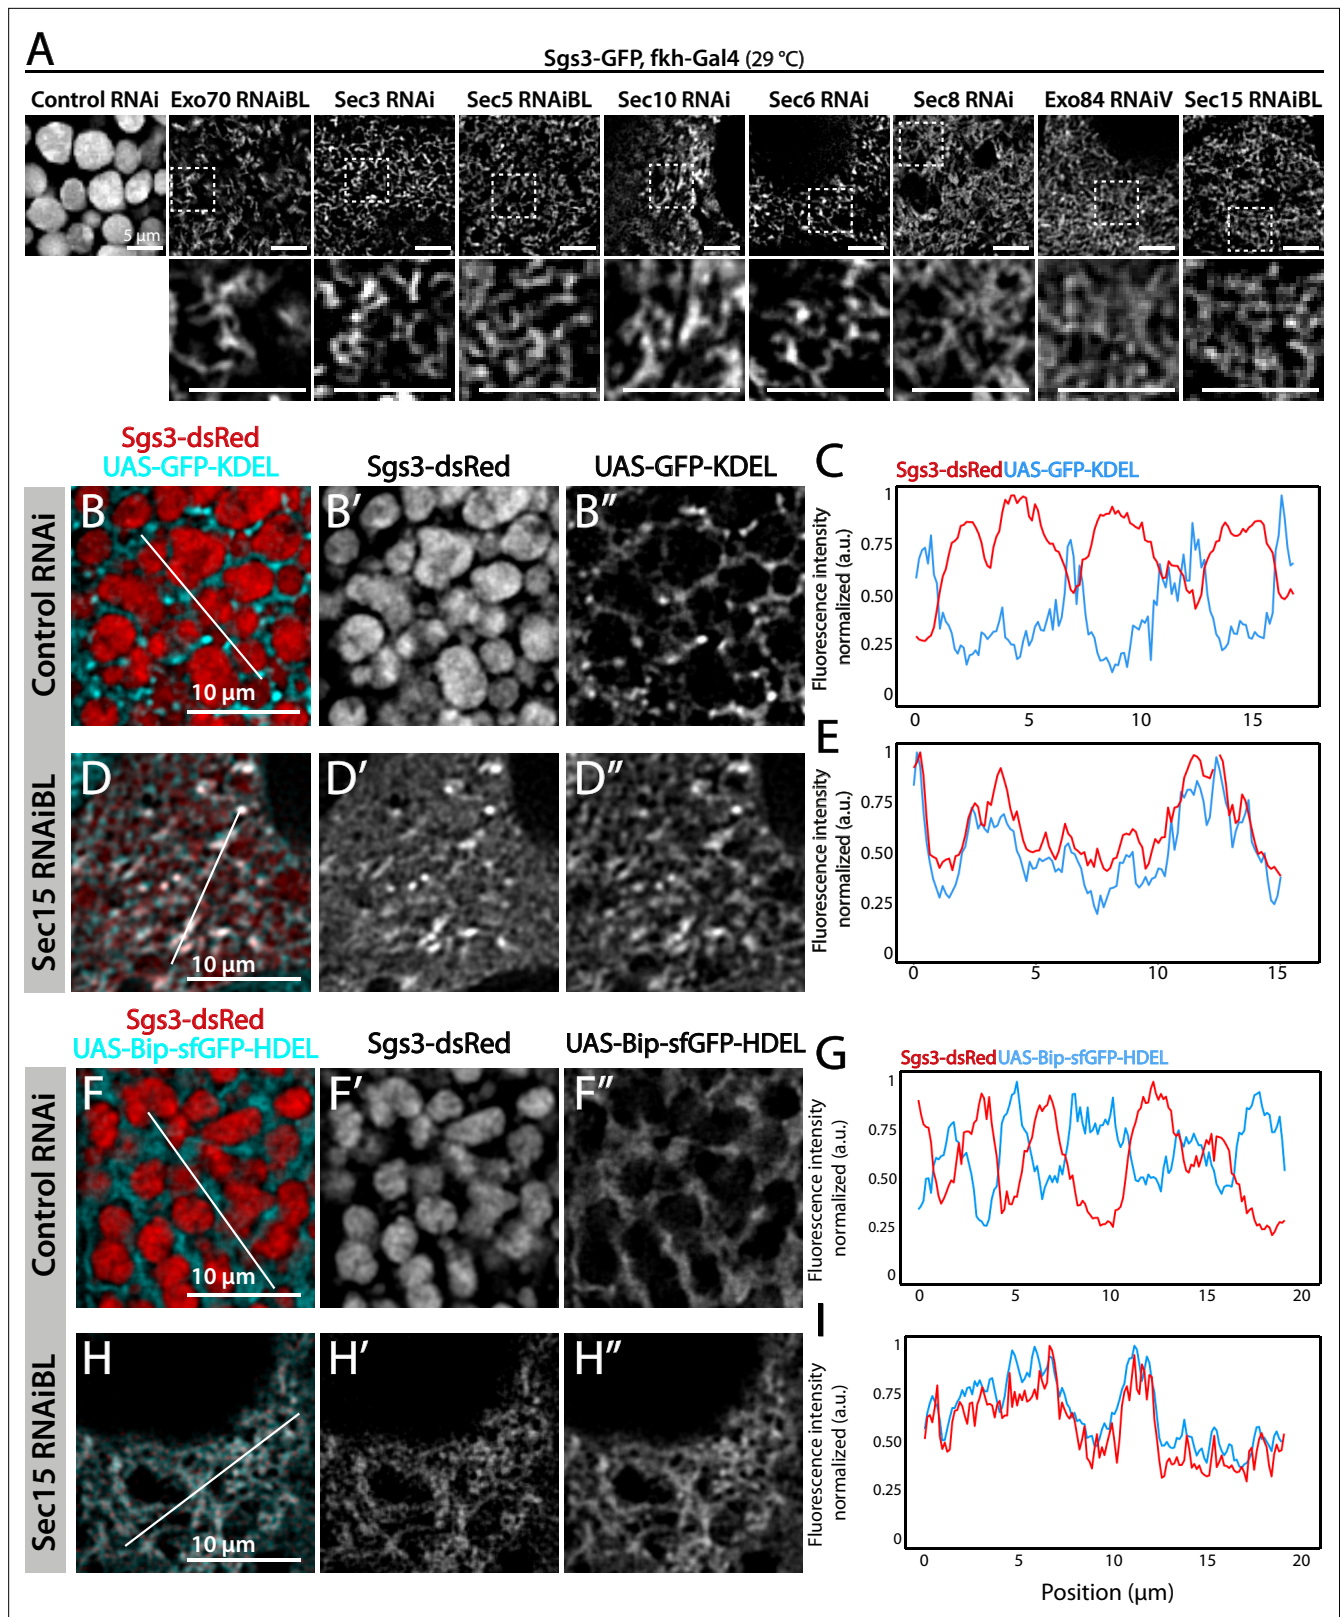 A
Sgs3-GFP, fkh-Gal4 (29 °C)
Control RNAi Exo70 RNAiBL Sec3 RNAi Sec5 RNAiBL Sec10 RNAi Sec6 RNAi Sec8 RNAi Exo84 RNAiV Sec15 RNAiBL
5 µm
Sgs3-dsRed
UAS-GFP-KDEL
Sgs3-dsRed
UAS-GFP-KDEL
Control RNAi
B
10 µm
B′
B″
C
Sgs3-dsRed UAS-GFP-KDEL
Fluorescence intensity
normalized (a.u.)
1
0.75
0.50
0.25
0
0 5 10 15
Sec15 RNAiBL
D
10 µm
D′
D″
E
Fluorescence intensity
normalized (a.u.)
1
0.75
0.50
0.25
0
0 5 10 15
Sgs3-dsRed
UAS-Bip-sfGFP-HDEL
Sgs3-dsRed
UAS-Bip-sfGFP-HDEL
Control RNAi
F
10 µm
F′
F″
G
Sgs3-dsRed UAS-Bip-sfGFP-HDEL
Fluorescence intensity
normalized (a.u.)
1
0.75
0.50
0.25
0
0 5 10 15 20
Sec15 RNAiBL
H
10 µm
H′
H″
I
Fluorescence intensity
normalized (a.u.)
1
0.75
0.50
0.25
0
0 5 10 15 20
Position (µm)